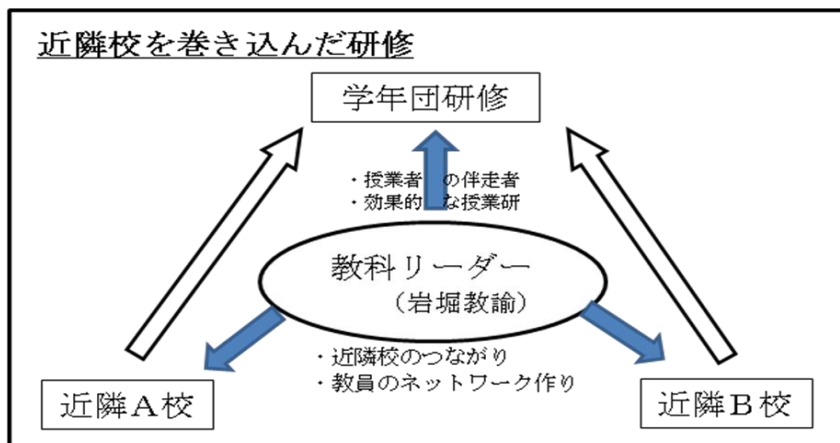 近隣校を巻き込んだ研修
学年団研修
・授業者の伴走者
・効果的な授業研
教科リーダー
（岩堀教諭）
・近隣校のつながり
・教員のネットワーク作り
近隣A校
近隣B校